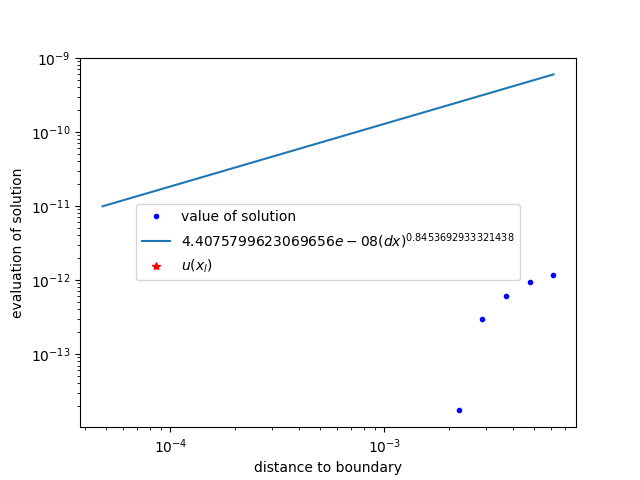 10⁻⁹
10⁻¹⁰
10⁻¹¹
10⁻¹²
10⁻¹³
evaluation of solution
value of solution
4.4075799623069656e − 08(dx)^0.8453692933321438
u(x_I)
10⁻⁴ 10⁻³
distance to boundary